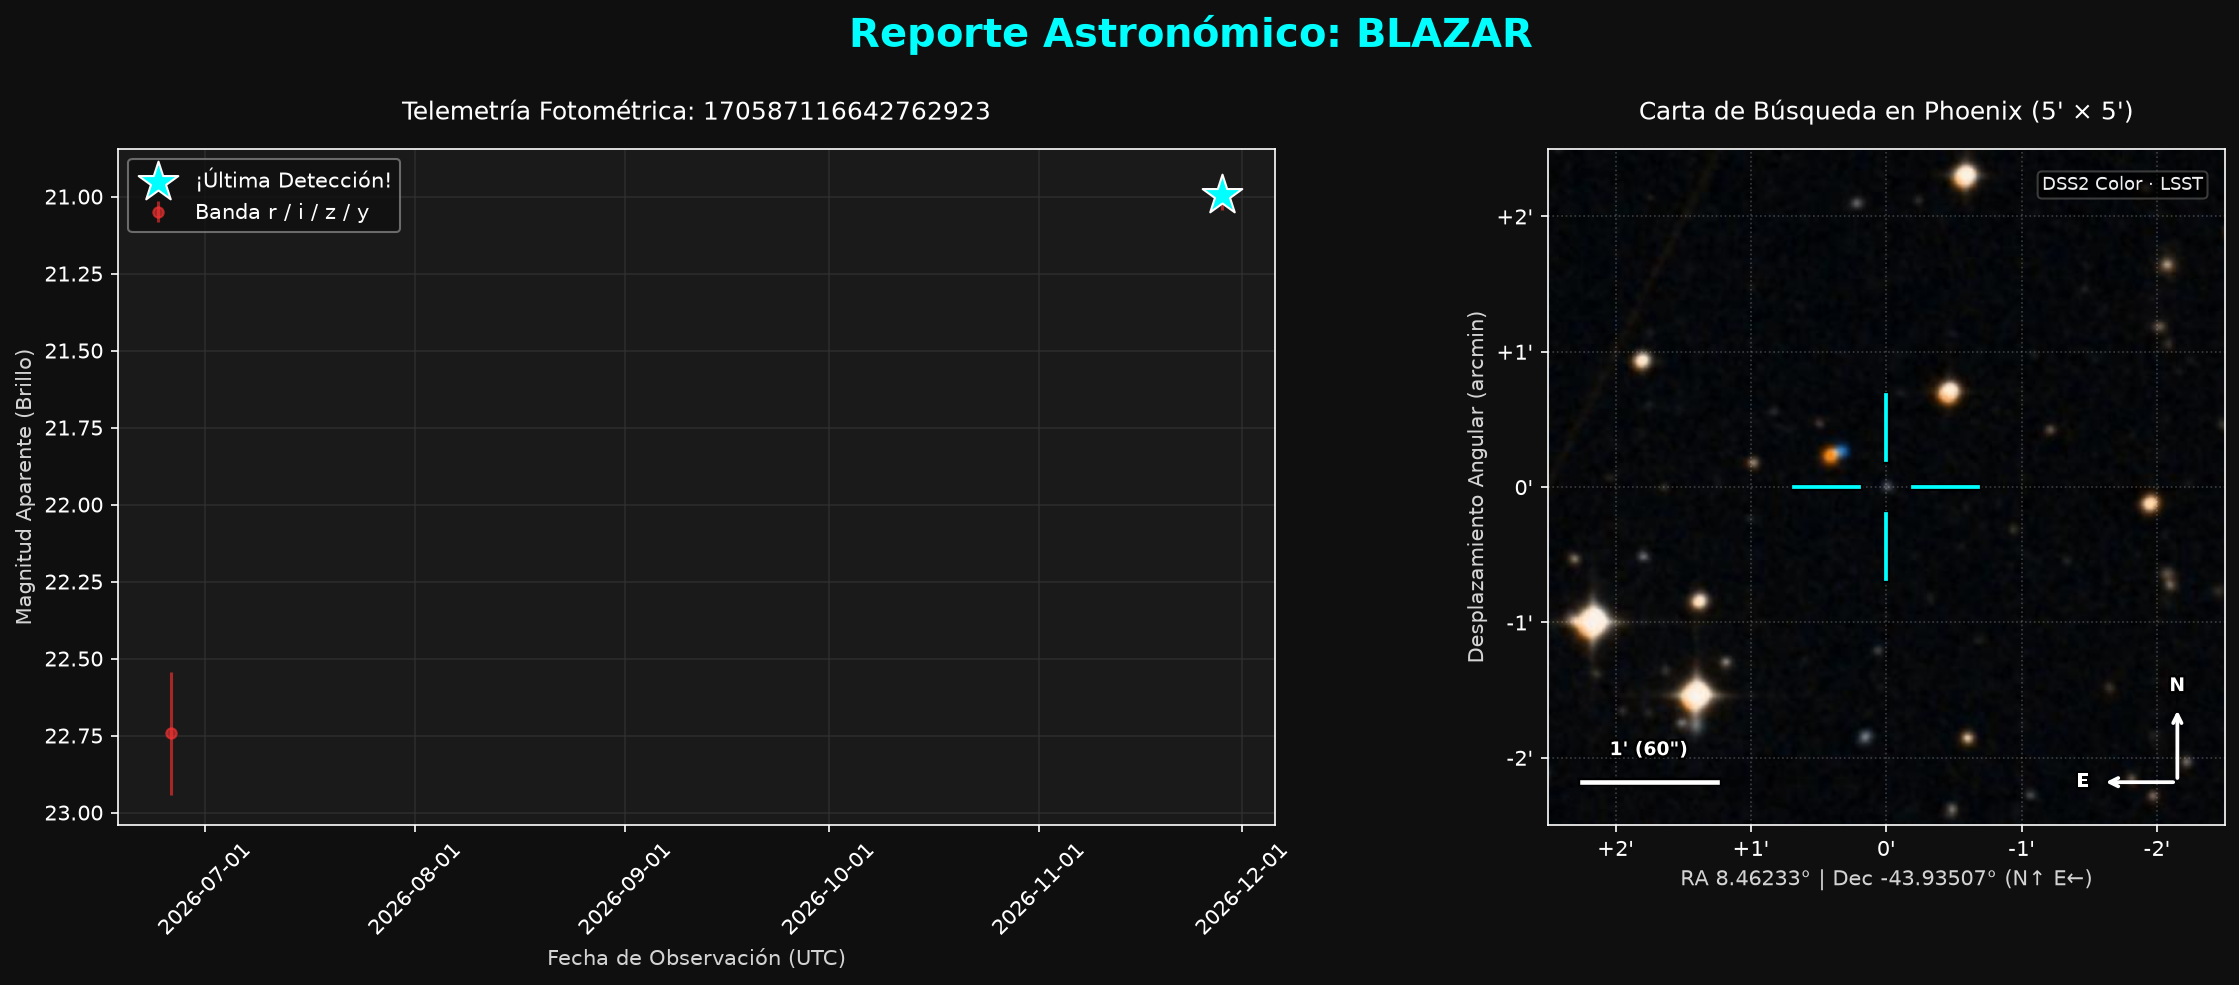 Reporte Astronómico: BLAZAR
Telemetría Fotométrica: 170587116642762923
¡Última Detección!
Banda r / i / z / y
Magnitud Aparente (Brillo)
21.00
21.25
21.50
21.75
22.00
22.25
22.50
22.75
23.00
2026-07-01
2026-08-01
2026-09-01
2026-10-01
2026-11-01
2026-12-01
Fecha de Observación (UTC)
Carta de Búsqueda en Phoenix (5' × 5')
DSS2 Color · LSST
Desplazamiento Angular (arcmin)
+2'
+1'
0'
-1'
-2'
N
E
1' (60")
+2'
+1'
0'
-1'
-2'
RA 8.46233° | Dec -43.93507° (N↑ E←)